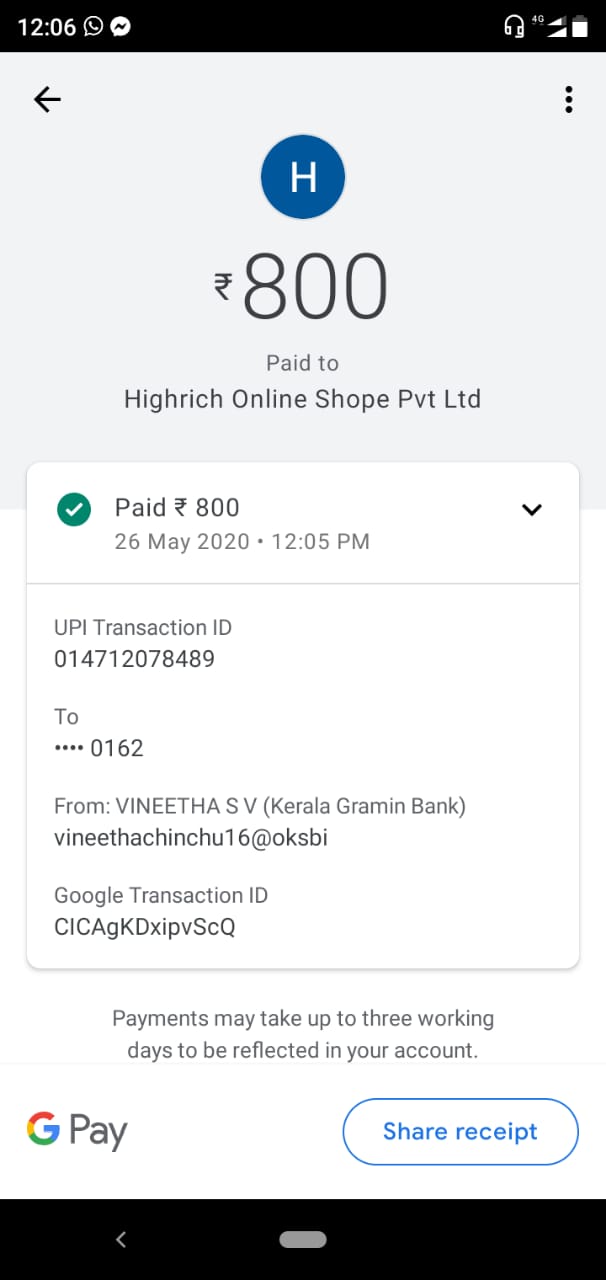 12:06
4G
H
₹800
Paid to
Highrich Online Shope Pvt Ltd
Paid ₹ 800
26 May 2020 • 12:05 PM
UPI Transaction ID
014712078489
To
•••• 0162
From: VINEETHA S V (Kerala Gramin Bank)
vineethachinchu16@oksbi
Google Transaction ID
CICAgKDxipvScQ
Payments may take up to three working
days to be reflected in your account.
G Pay
Share receipt